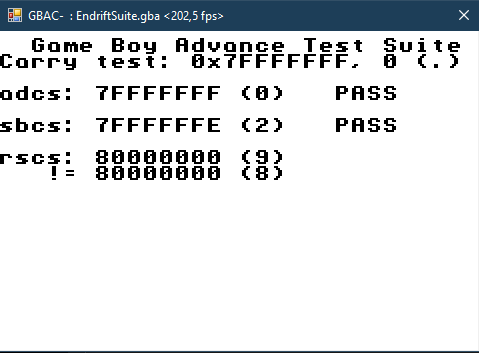 GBAC- : EndriftSuite.gba <202,5 fps>
Game Boy Advance Test Suite
Carry test: 0x7FFFFFFF, 0 (.)
adcs: 7FFFFFFF (0) PASS
sbcs: 7FFFFFFE (2) PASS
rscs: 80000000 (9)
!= 80000000 (8)